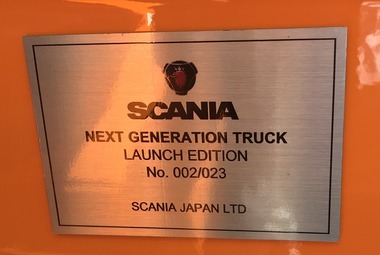 SCANIA
NEXT GENERATION TRUCK
LAUNCH EDITION
No. 002/023
SCANIA JAPAN LTD